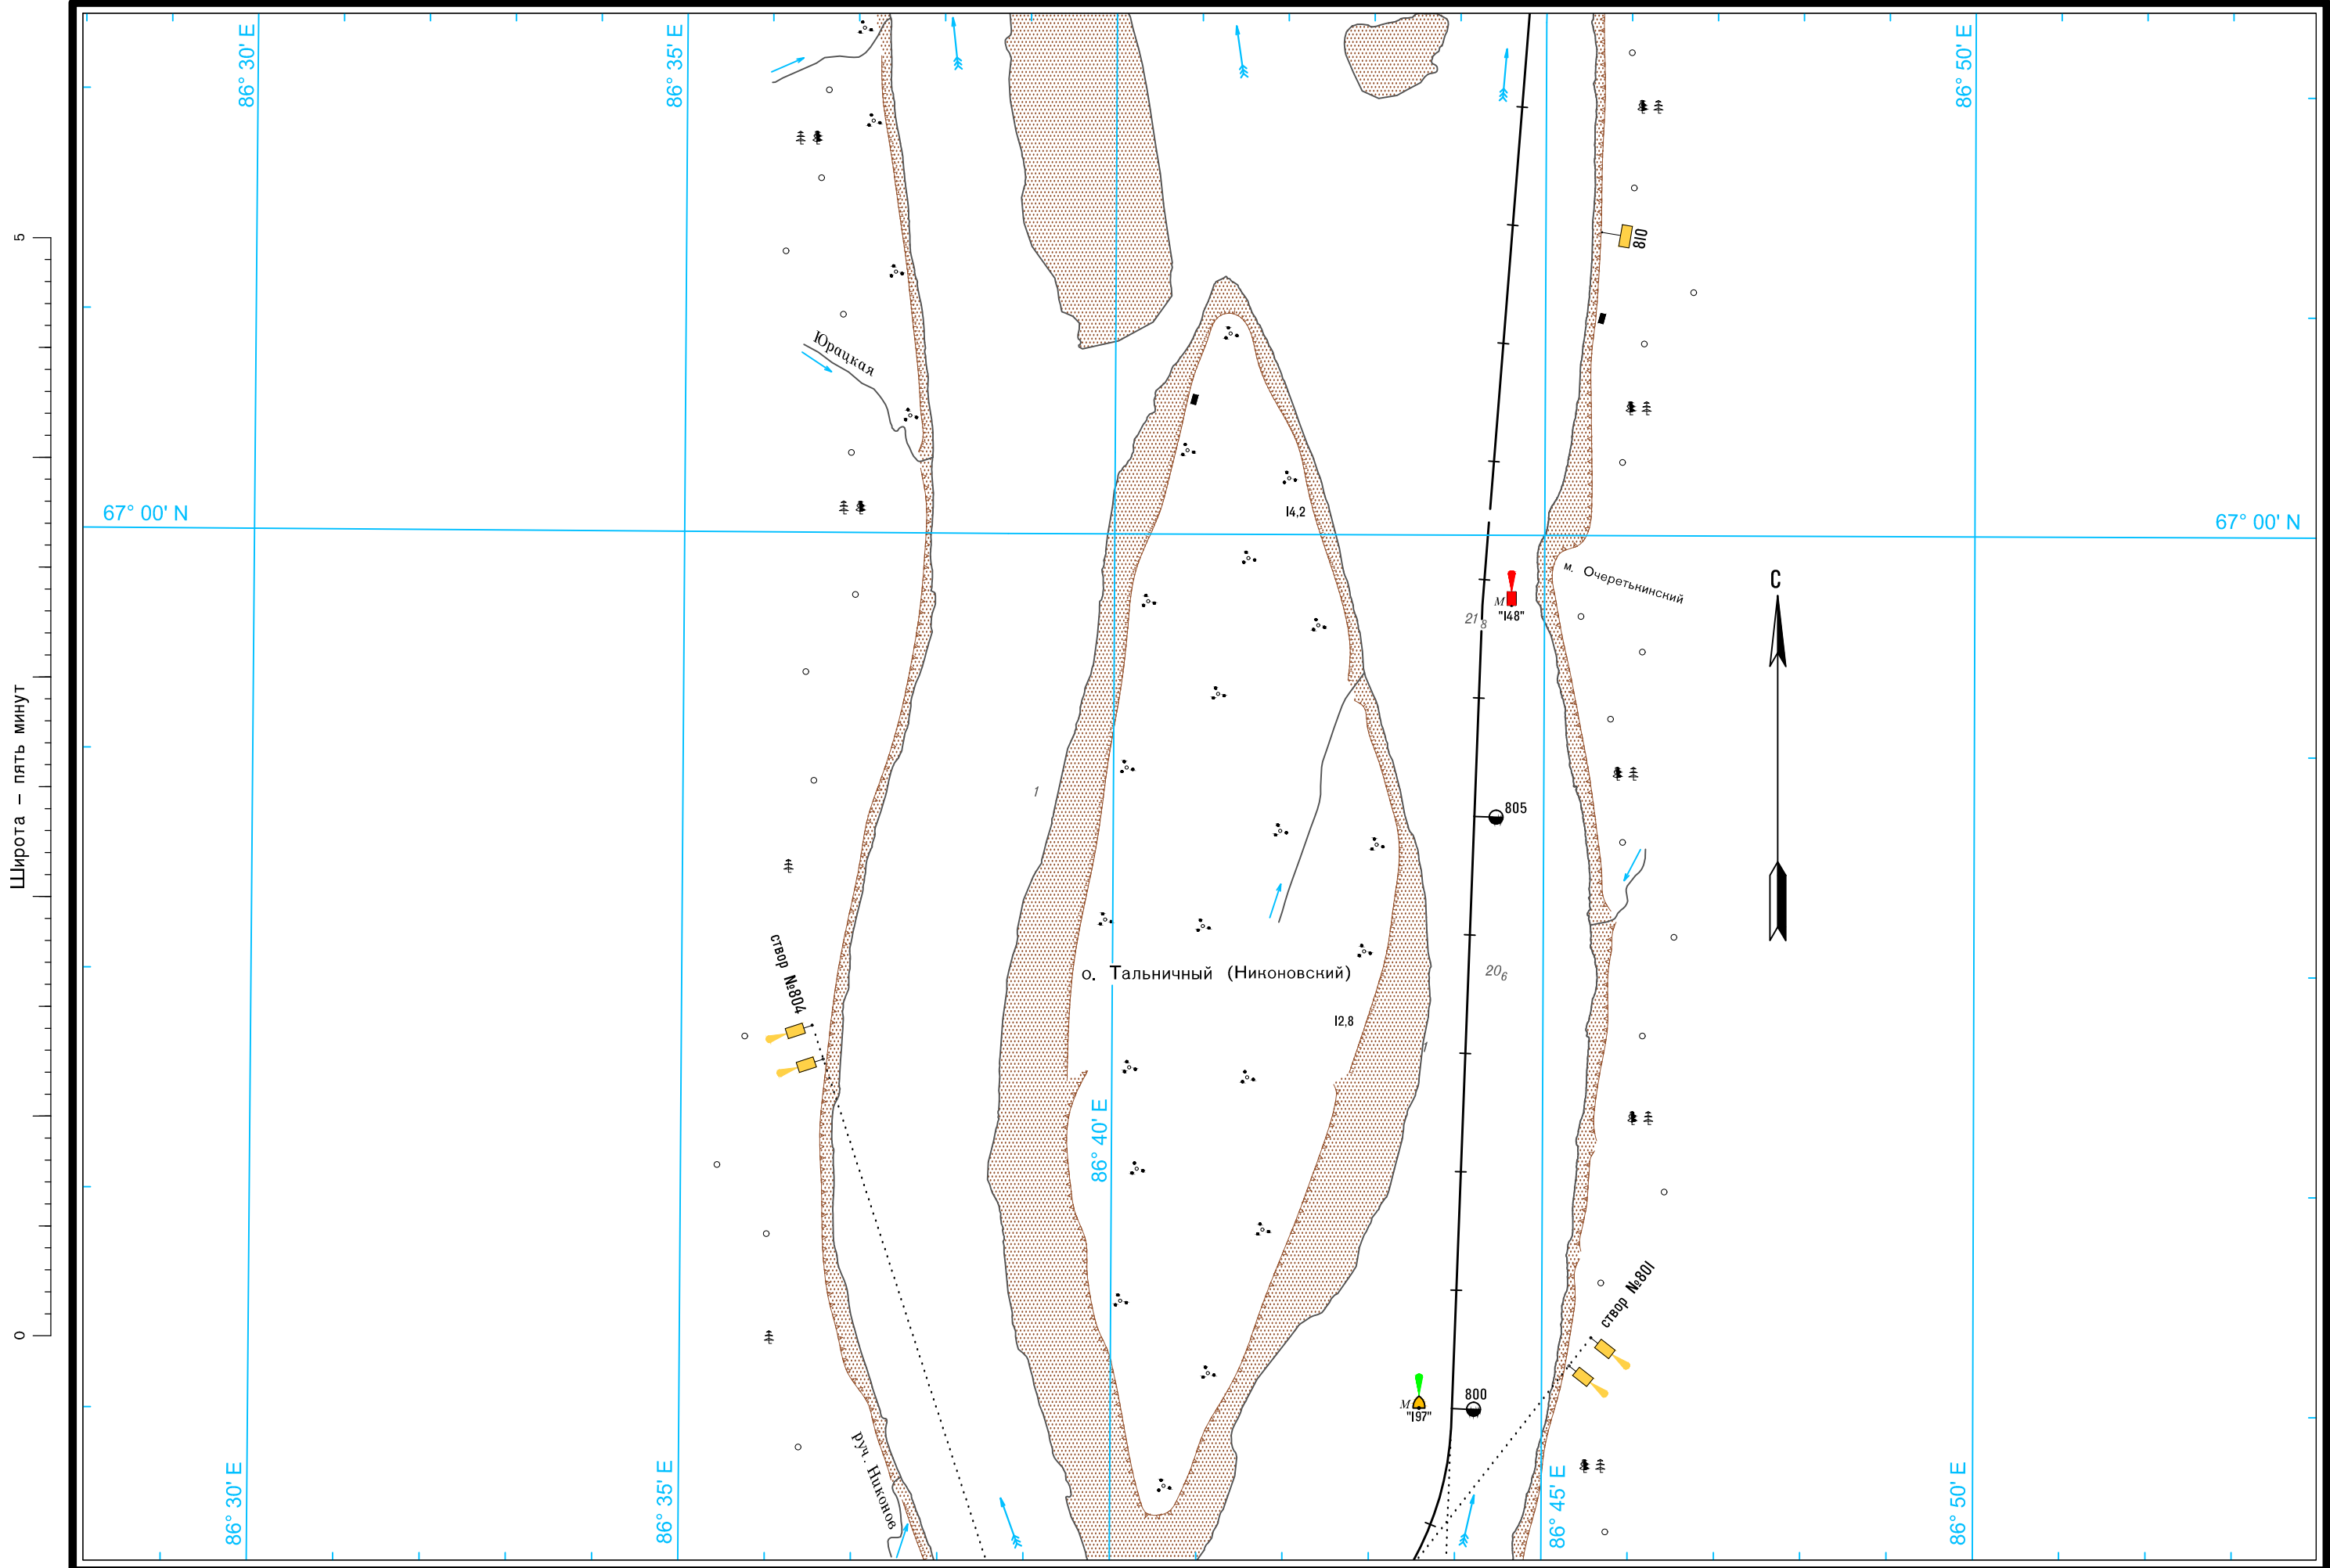 86° 30' E
86° 35' E
86° 50' E
5
810
Юрацкая
14,2
67° 00' N
67° 00' N
м. Очеретькинский
С
М
"148"
21 8
Широта – пять минут
1
805
створ №804
о. Тальничный (Никоновский)
20 6
12,8
1
86° 40' E
створ №801
0
М
"197"
800
руч. Никонов
86° 30' E
86° 35' E
86° 45' E
86° 50' E